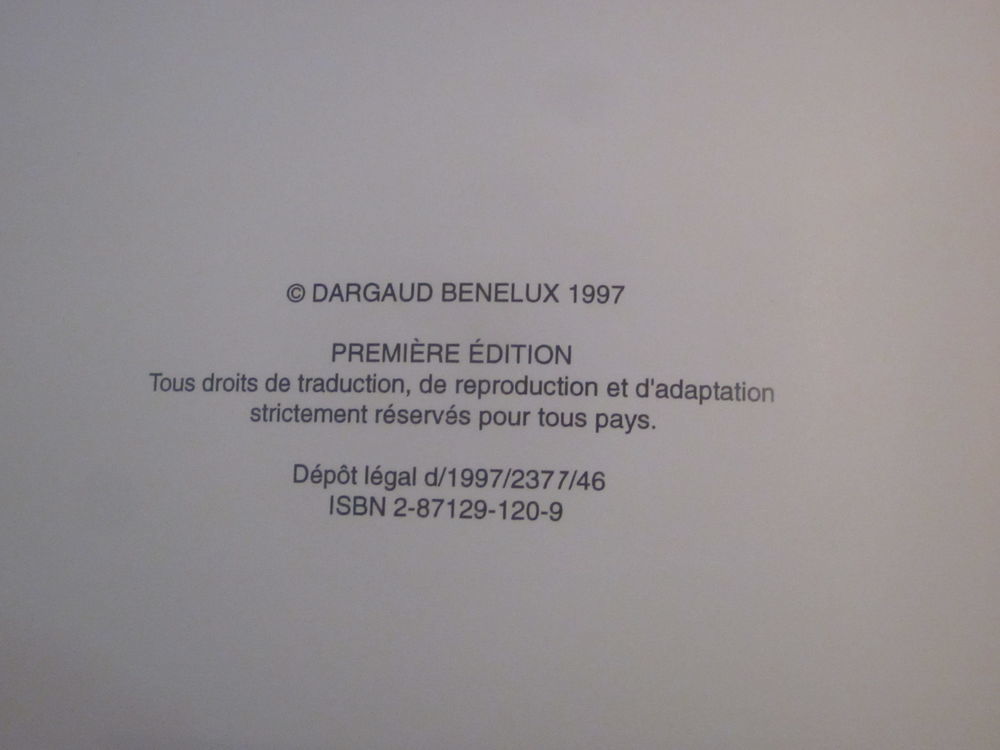 © DARGAUD BENELUX 1997
PREMIÈRE ÉDITION
Tous droits de traduction, de reproduction et d'adaptation
strictement réservés pour tous pays.
Dépôt légal d/1997/2377/46
ISBN 2-87129-120-9